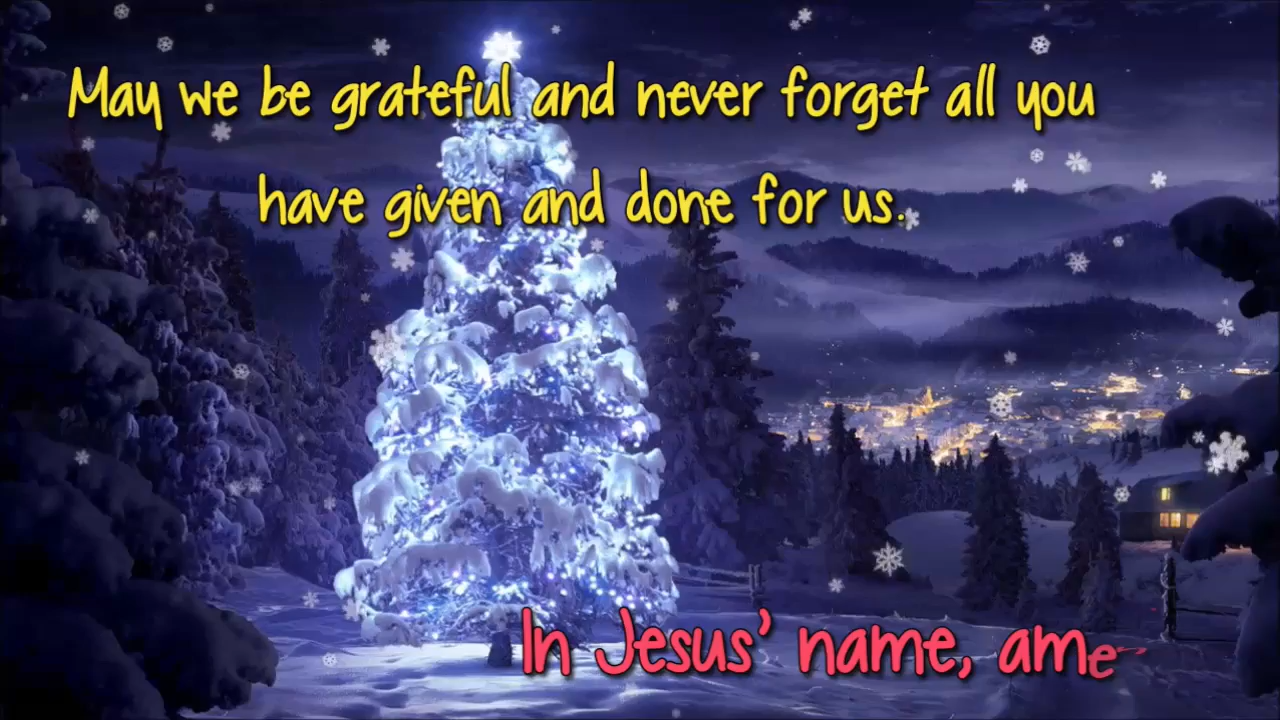 May we be grateful and never forget all you
have given and done for us.
In Jesus' name, ame